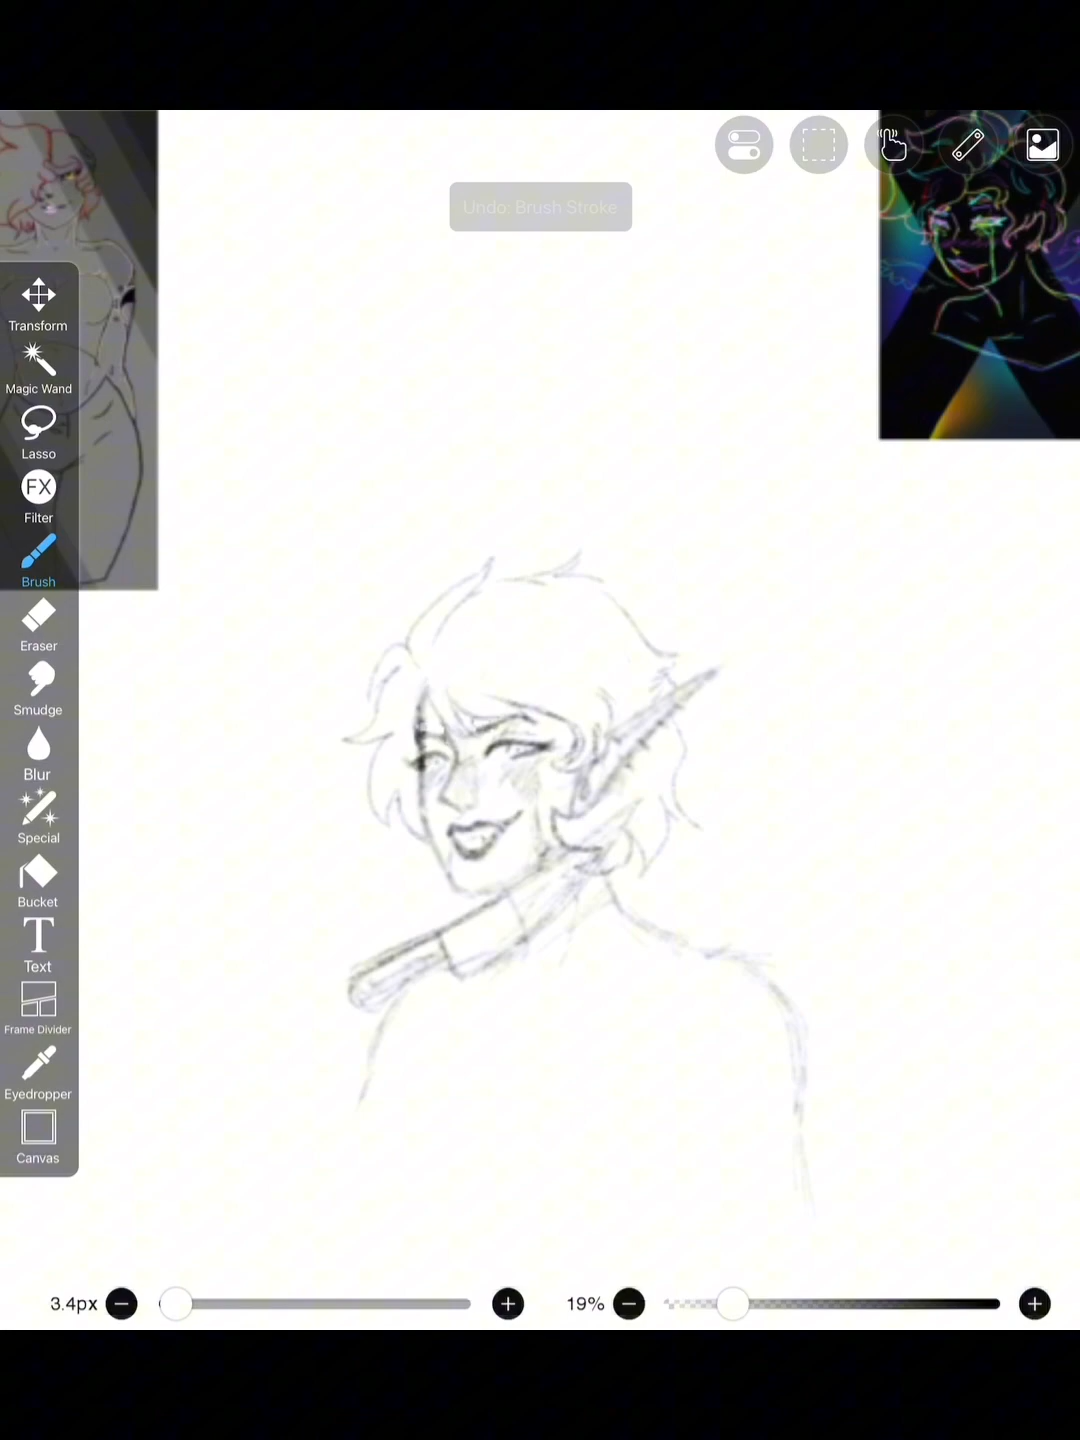 Undo: Brush Stroke
Transform
Magic Wand
Lasso
FX
Filter
Brush
Eraser
Smudge
Blur
Special
Bucket
T
Text
Frame Divider
Eyedropper
Canvas
3.4px
19%